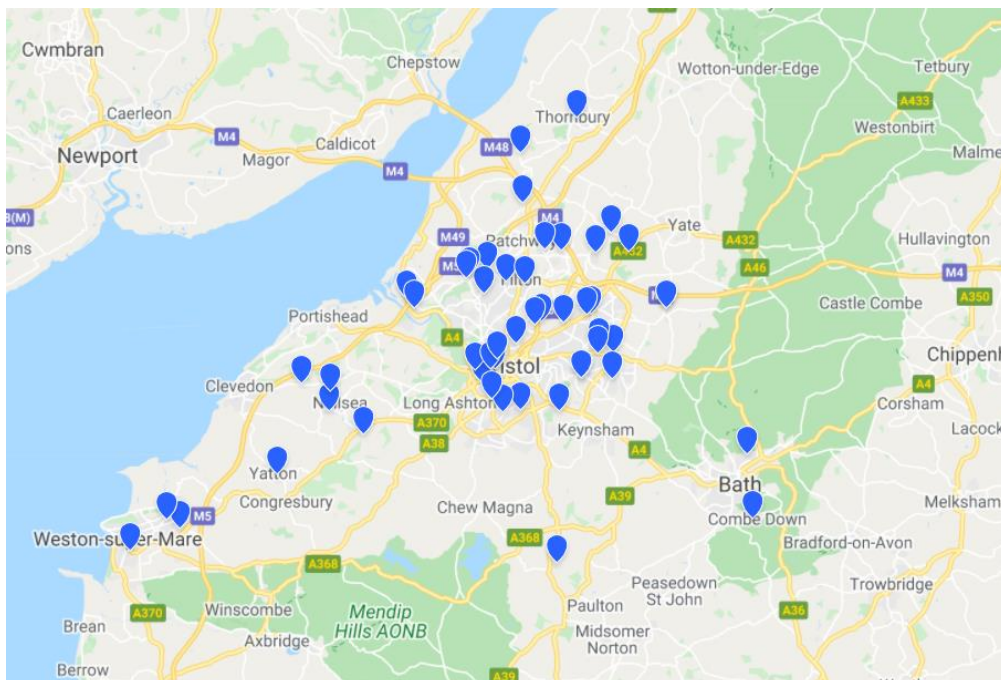 Cwmbran
Chepstow
Wotton-under-Edge
Tetbury
A433
Westonbirt
Thornbury
Caerleon
Caldicot
M4
M48
Newport
Magor
M4
Malme
M4
Yate
Patchway
M49
A432
A432
Hullavington
A46
M4
A350
Castle Combe
Portishead
A4
Chippenh
istol
Clevedon
A4
Long Ashton
Corsham
A370
Keynsham
Lacock
A38
A4
Yatton
Bath
A39
Congresbury
Chew Magna
Melksham
M5
Combe Down
Weston-super-Mare
A368
Bradford-on-Avon
A368
Peasedown
St John
Trowbridge
A370
Winscombe
Mendip
Hills AONB
Paulton
A36
Brean
Midsomer
Norton
Axbridge
Berrow
A39